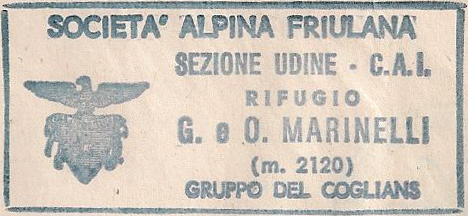 SOCIETA' ALPINA FRIULANA
SEZIONE UDINE - C.A.I.
RIFUGIO
G. e O. MARINELLI
(m. 2120)
GRUPPO DEL COGLIANS